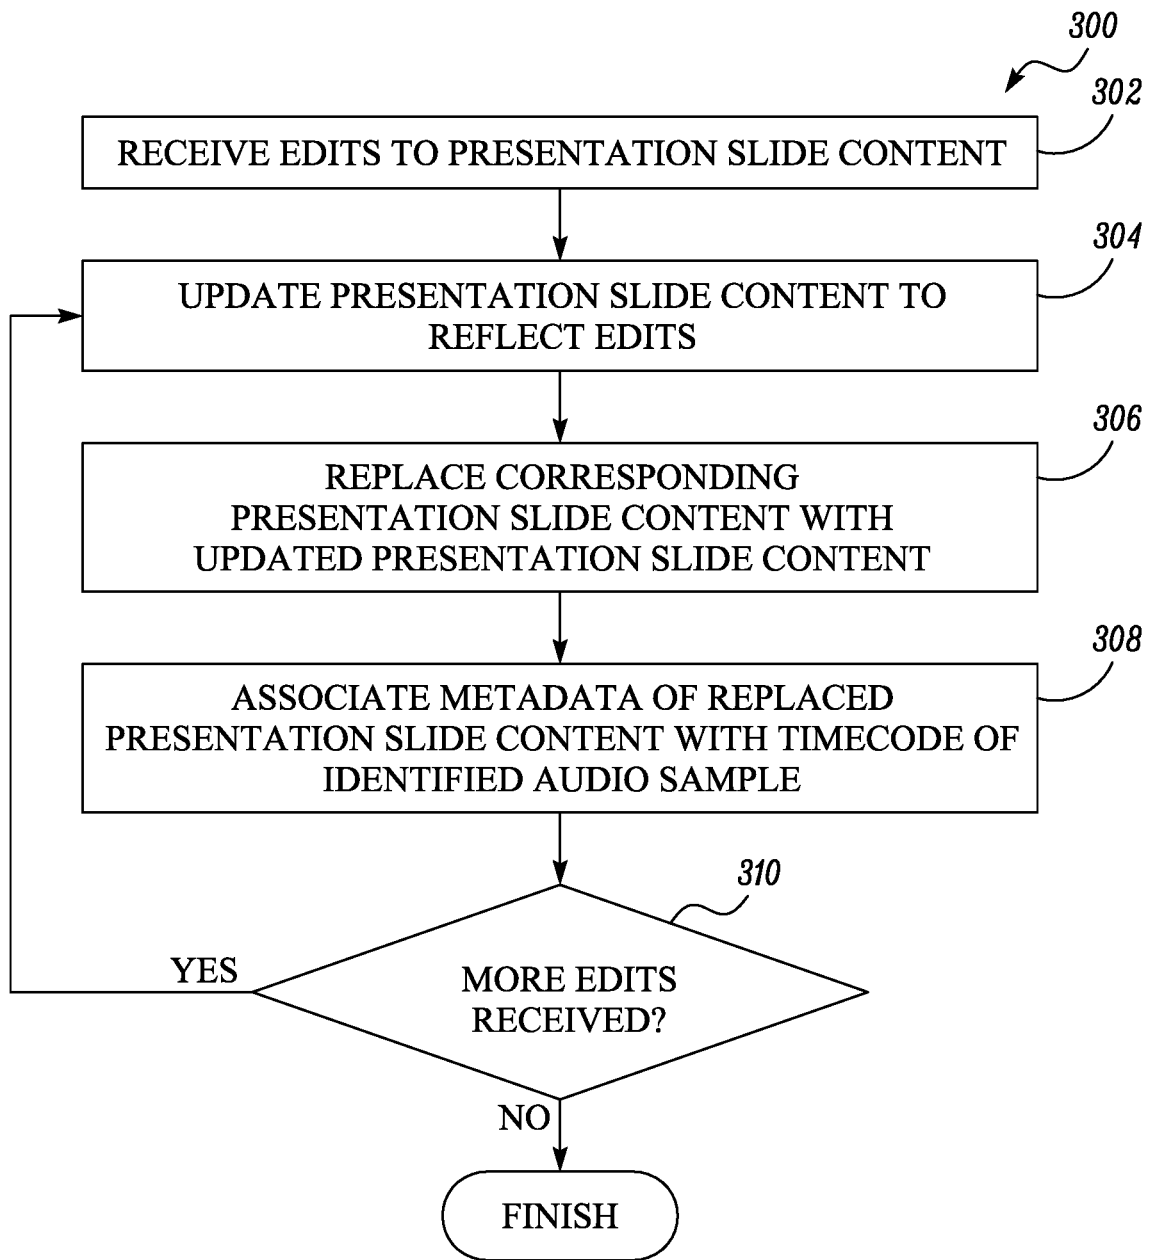 300
302
RECEIVE EDITS TO PRESENTATION SLIDE CONTENT
304
UPDATE PRESENTATION SLIDE CONTENT TO
REFLECT EDITS
306
REPLACE CORRESPONDING
PRESENTATION SLIDE CONTENT WITH
UPDATED PRESENTATION SLIDE CONTENT
308
ASSOCIATE METADATA OF REPLACED
PRESENTATION SLIDE CONTENT WITH TIMECODE OF
IDENTIFIED AUDIO SAMPLE
310
YES
MORE EDITS
RECEIVED?
NO
FINISH